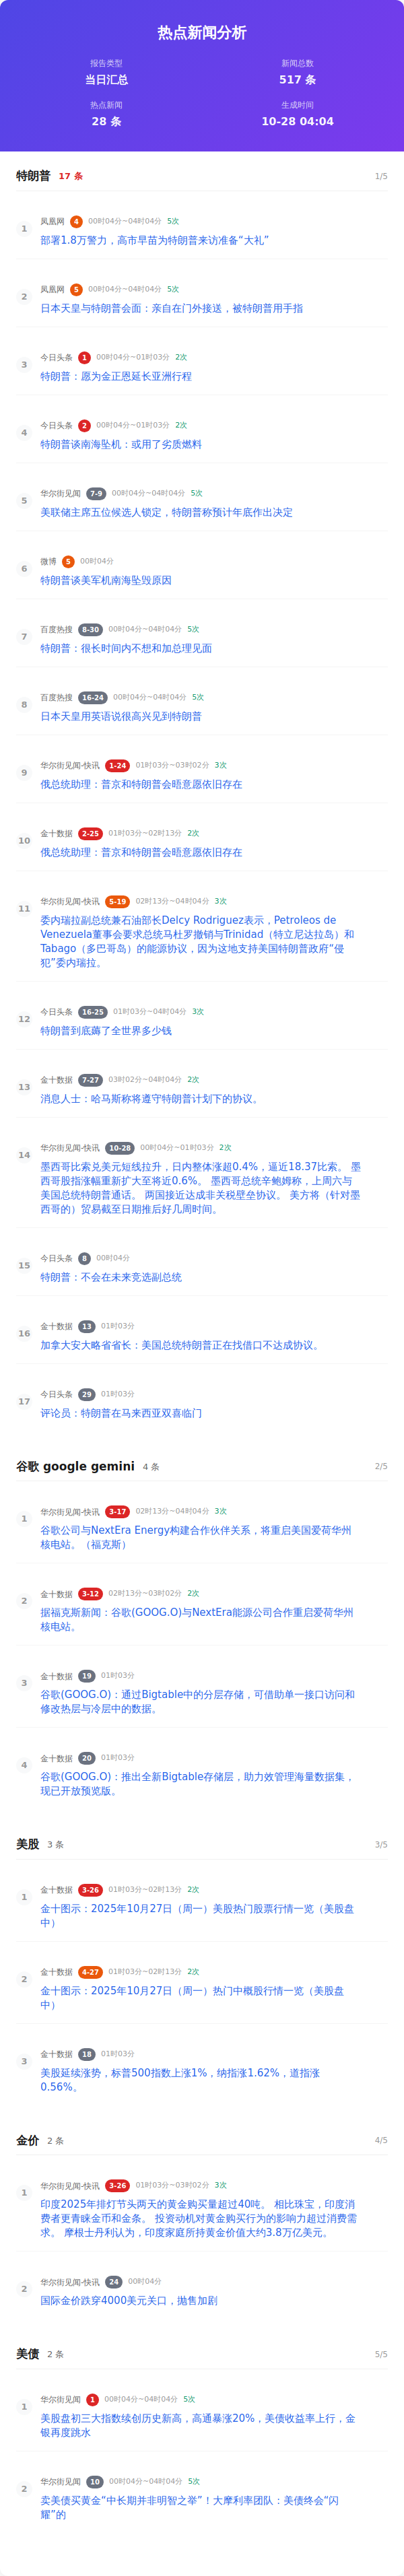 热点新闻分析
报告类型
当日汇总
新闻总数
517 条
热点新闻
28 条
生成时间
10-28 04:04
特朗普 17 条 1/5
1
凤凰网 4 00时04分~04时04分 5次
部署1.8万警力，高市早苗为特朗普来访准备“大礼”
2
凤凰网 5 00时04分~04时04分 5次
日本天皇与特朗普会面：亲自在门外接送，被特朗普用手指
3
今日头条 1 00时04分~01时03分 2次
特朗普：愿为金正恩延长亚洲行程
4
今日头条 2 00时04分~01时03分 2次
特朗普谈南海坠机：或用了劣质燃料
5
华尔街见闻 7-9 00时04分~04时04分 5次
美联储主席五位候选人锁定，特朗普称预计年底作出决定
6
微博 5 00时04分
特朗普谈美军机南海坠毁原因
7
百度热搜 8-30 00时04分~04时04分 5次
特朗普：很长时间内不想和加总理见面
8
百度热搜 16-24 00时04分~04时04分 5次
日本天皇用英语说很高兴见到特朗普
9
华尔街见闻-快讯 1-24 01时03分~03时02分 3次
俄总统助理：普京和特朗普会晤意愿依旧存在
10
金十数据 2-25 01时03分~02时13分 2次
俄总统助理：普京和特朗普会晤意愿依旧存在
11
华尔街见闻-快讯 5-19 02时13分~04时04分 3次
委内瑞拉副总统兼石油部长Delcy Rodriguez表示，Petroleos de
Venezuela董事会要求总统马杜罗撤销与Trinidad（特立尼达拉岛）和
Tabago（多巴哥岛）的能源协议，因为这地支持美国特朗普政府“侵
犯”委内瑞拉。
12
今日头条 16-25 01时03分~04时04分 3次
特朗普到底薅了全世界多少钱
13
金十数据 7-27 03时02分~04时04分 2次
消息人士：哈马斯称将遵守特朗普计划下的协议。
14
华尔街见闻-快讯 10-28 00时04分~01时03分 2次
墨西哥比索兑美元短线拉升，日内整体涨超0.4%，逼近18.37比索。 墨
西哥股指涨幅重新扩大至将近0.6%。 墨西哥总统辛鲍姆称，上周六与
美国总统特朗普通话。 两国接近达成非关税壁垒协议。 美方将（针对墨
西哥的）贸易截至日期推后好几周时间。
15
今日头条 8 00时04分
特朗普：不会在未来竞选副总统
16
金十数据 13 01时03分
加拿大安大略省省长：美国总统特朗普正在找借口不达成协议。
17
今日头条 29 01时03分
评论员：特朗普在马来西亚双喜临门
谷歌 google gemini 4 条 2/5
1
华尔街见闻-快讯 3-17 02时13分~04时04分 3次
谷歌公司与NextEra Energy构建合作伙伴关系，将重启美国爱荷华州
核电站。（福克斯）
2
金十数据 3-12 02时13分~03时02分 2次
据福克斯新闻：谷歌(GOOG.O)与NextEra能源公司合作重启爱荷华州
核电站。
3
金十数据 19 01时03分
谷歌(GOOG.O)：通过Bigtable中的分层存储，可借助单一接口访问和
修改热层与冷层中的数据。
4
金十数据 20 01时03分
谷歌(GOOG.O)：推出全新Bigtable存储层，助力效管理海量数据集，
现已开放预览版。
美股 3 条 3/5
1
金十数据 3-26 01时03分~02时13分 2次
金十图示：2025年10月27日（周一）美股热门股票行情一览（美股盘
中）
2
金十数据 4-27 01时03分~02时13分 2次
金十图示：2025年10月27日（周一）热门中概股行情一览（美股盘
中）
3
金十数据 18 01时03分
美股延续涨势，标普500指数上涨1%，纳指涨1.62%，道指涨
0.56%。
金价 2 条 4/5
1
华尔街见闻-快讯 3-26 01时03分~03时02分 3次
印度2025年排灯节头两天的黄金购买量超过40吨。 相比珠宝，印度消
费者更青睐金币和金条。 投资动机对黄金购买行为的影响力超过消费需
求。 摩根士丹利认为，印度家庭所持黄金价值大约3.8万亿美元。
2
华尔街见闻-快讯 24 00时04分
国际金价跌穿4000美元关口，抛售加剧
美债 2 条 5/5
1
华尔街见闻 1 00时04分~04时04分 5次
美股盘初三大指数续创历史新高，高通暴涨20%，美债收益率上行，金
银再度跳水
2
华尔街见闻 10 00时04分~04时04分 5次
卖美债买黄金“中长期并非明智之举”！大摩利率团队：美债终会“闪
耀”的